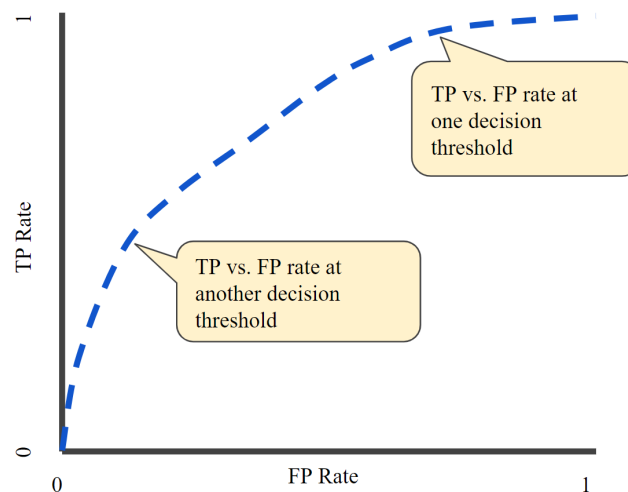 1
TP vs. FP rate at
one decision
threshold
TP Rate
TP vs. FP rate at
another decision
threshold
0
0
FP Rate
1